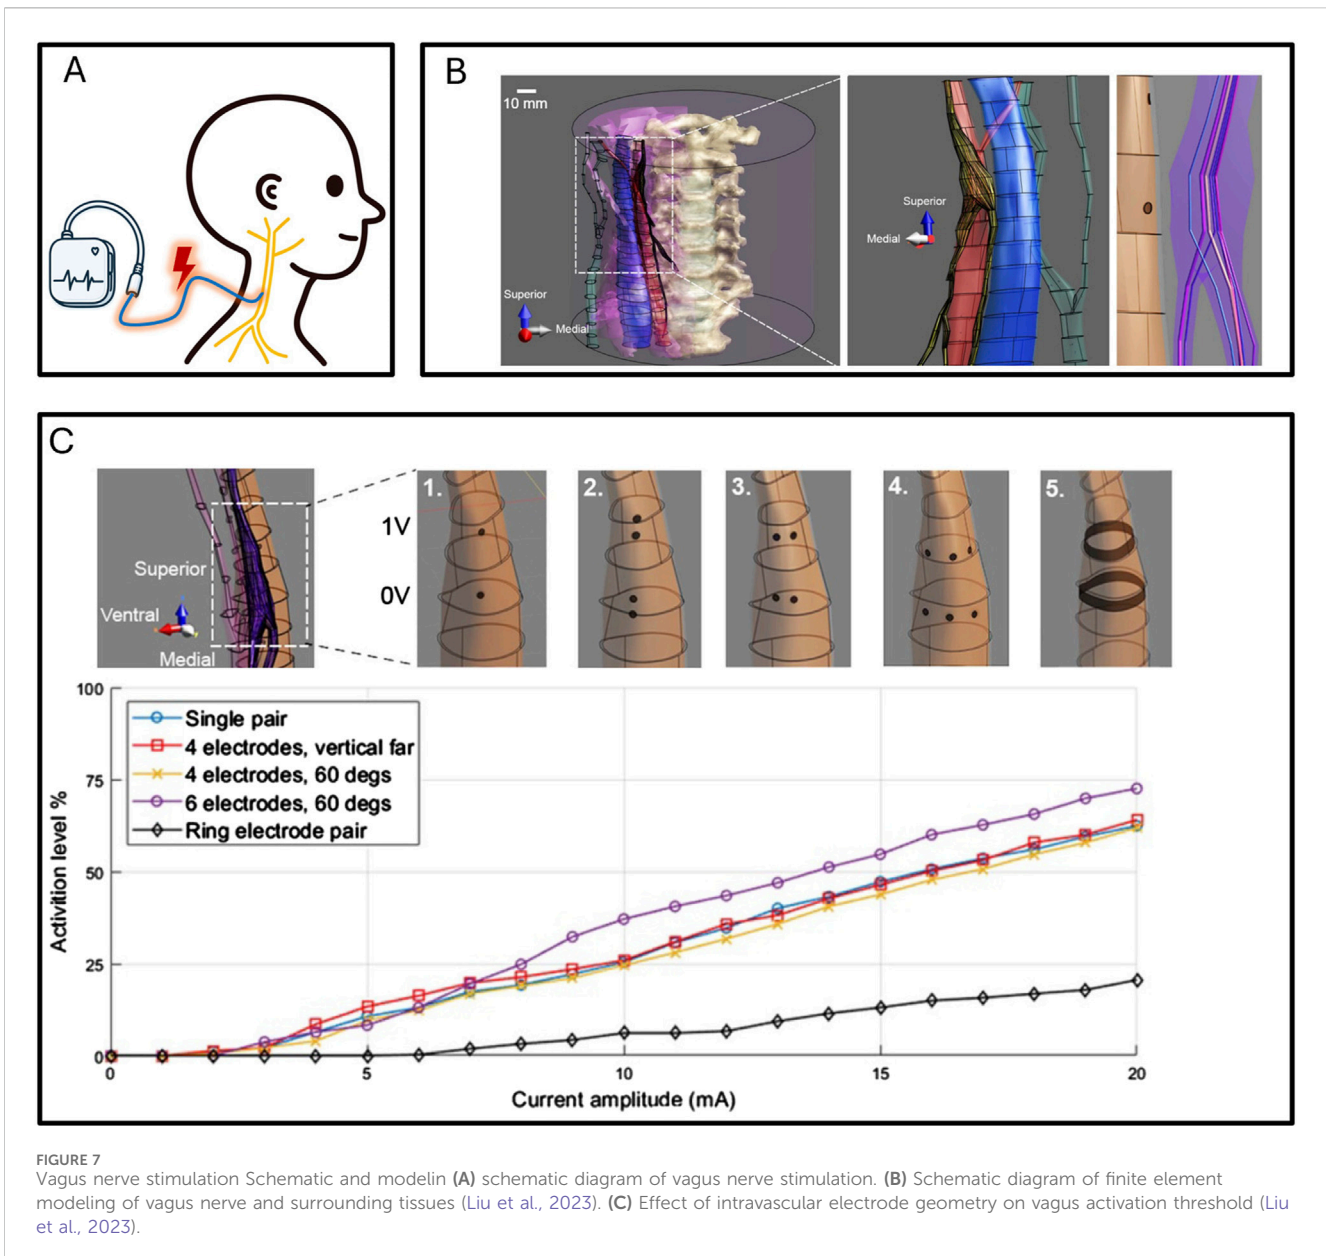 A
B
10 mm
Superior
Medial
Superior
Medial
C
Superior
Ventral
Medial
1V
0V
1.
2.
3.
4.
5.
100
75
50
25
0
Activition level %
Single pair
4 electrodes, vertical far
4 electrodes, 60 degs
6 electrodes, 60 degs
Ring electrode pair
0
5
10
15
20
Current amplitude (mA)
FIGURE 7
Vagus nerve stimulation Schematic and modelin (A) schematic diagram of vagus nerve stimulation. (B) Schematic diagram of finite element
modeling of vagus nerve and surrounding tissues (Liu et al., 2023). (C) Effect of intravascular electrode geometry on vagus activation threshold (Liu
et al., 2023).